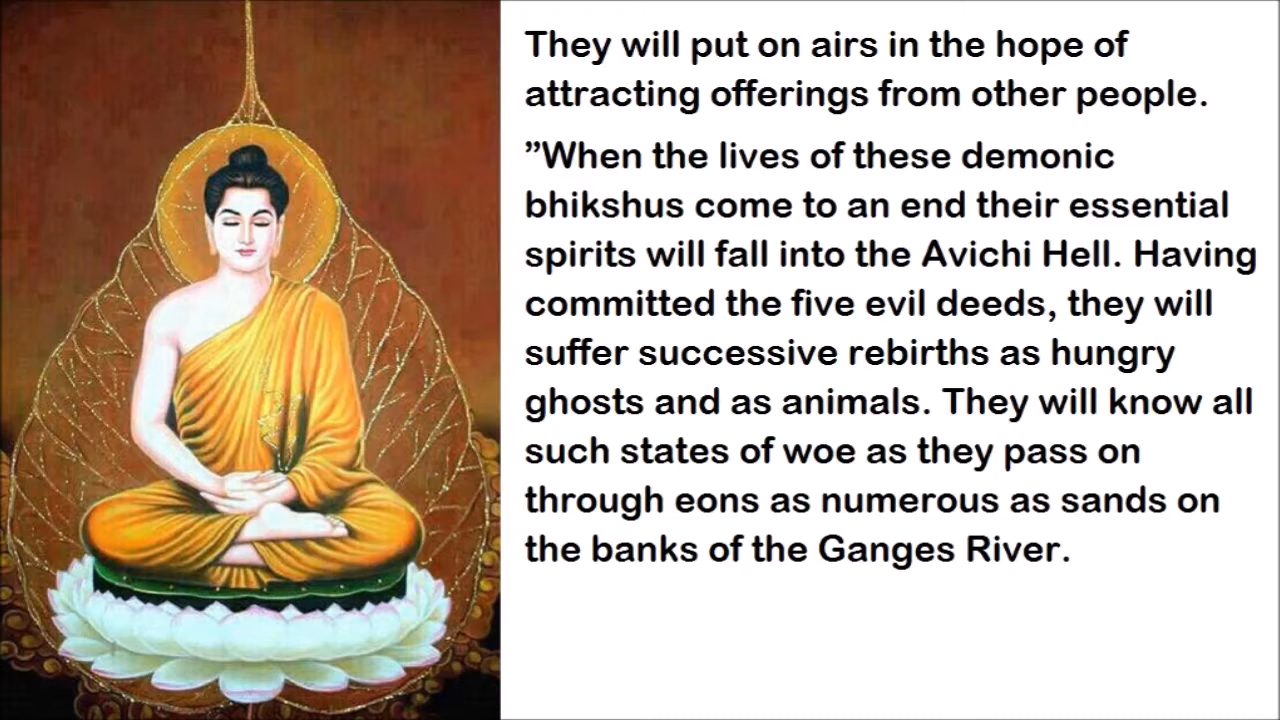 They will put on airs in the hope of
attracting offerings from other people.
”When the lives of these demonic
bhikshus come to an end their essential
spirits will fall into the Avichi Hell. Having
committed the five evil deeds, they will
suffer successive rebirths as hungry
ghosts and as animals. They will know all
such states of woe as they pass on
through eons as numerous as sands on
the banks of the Ganges River.